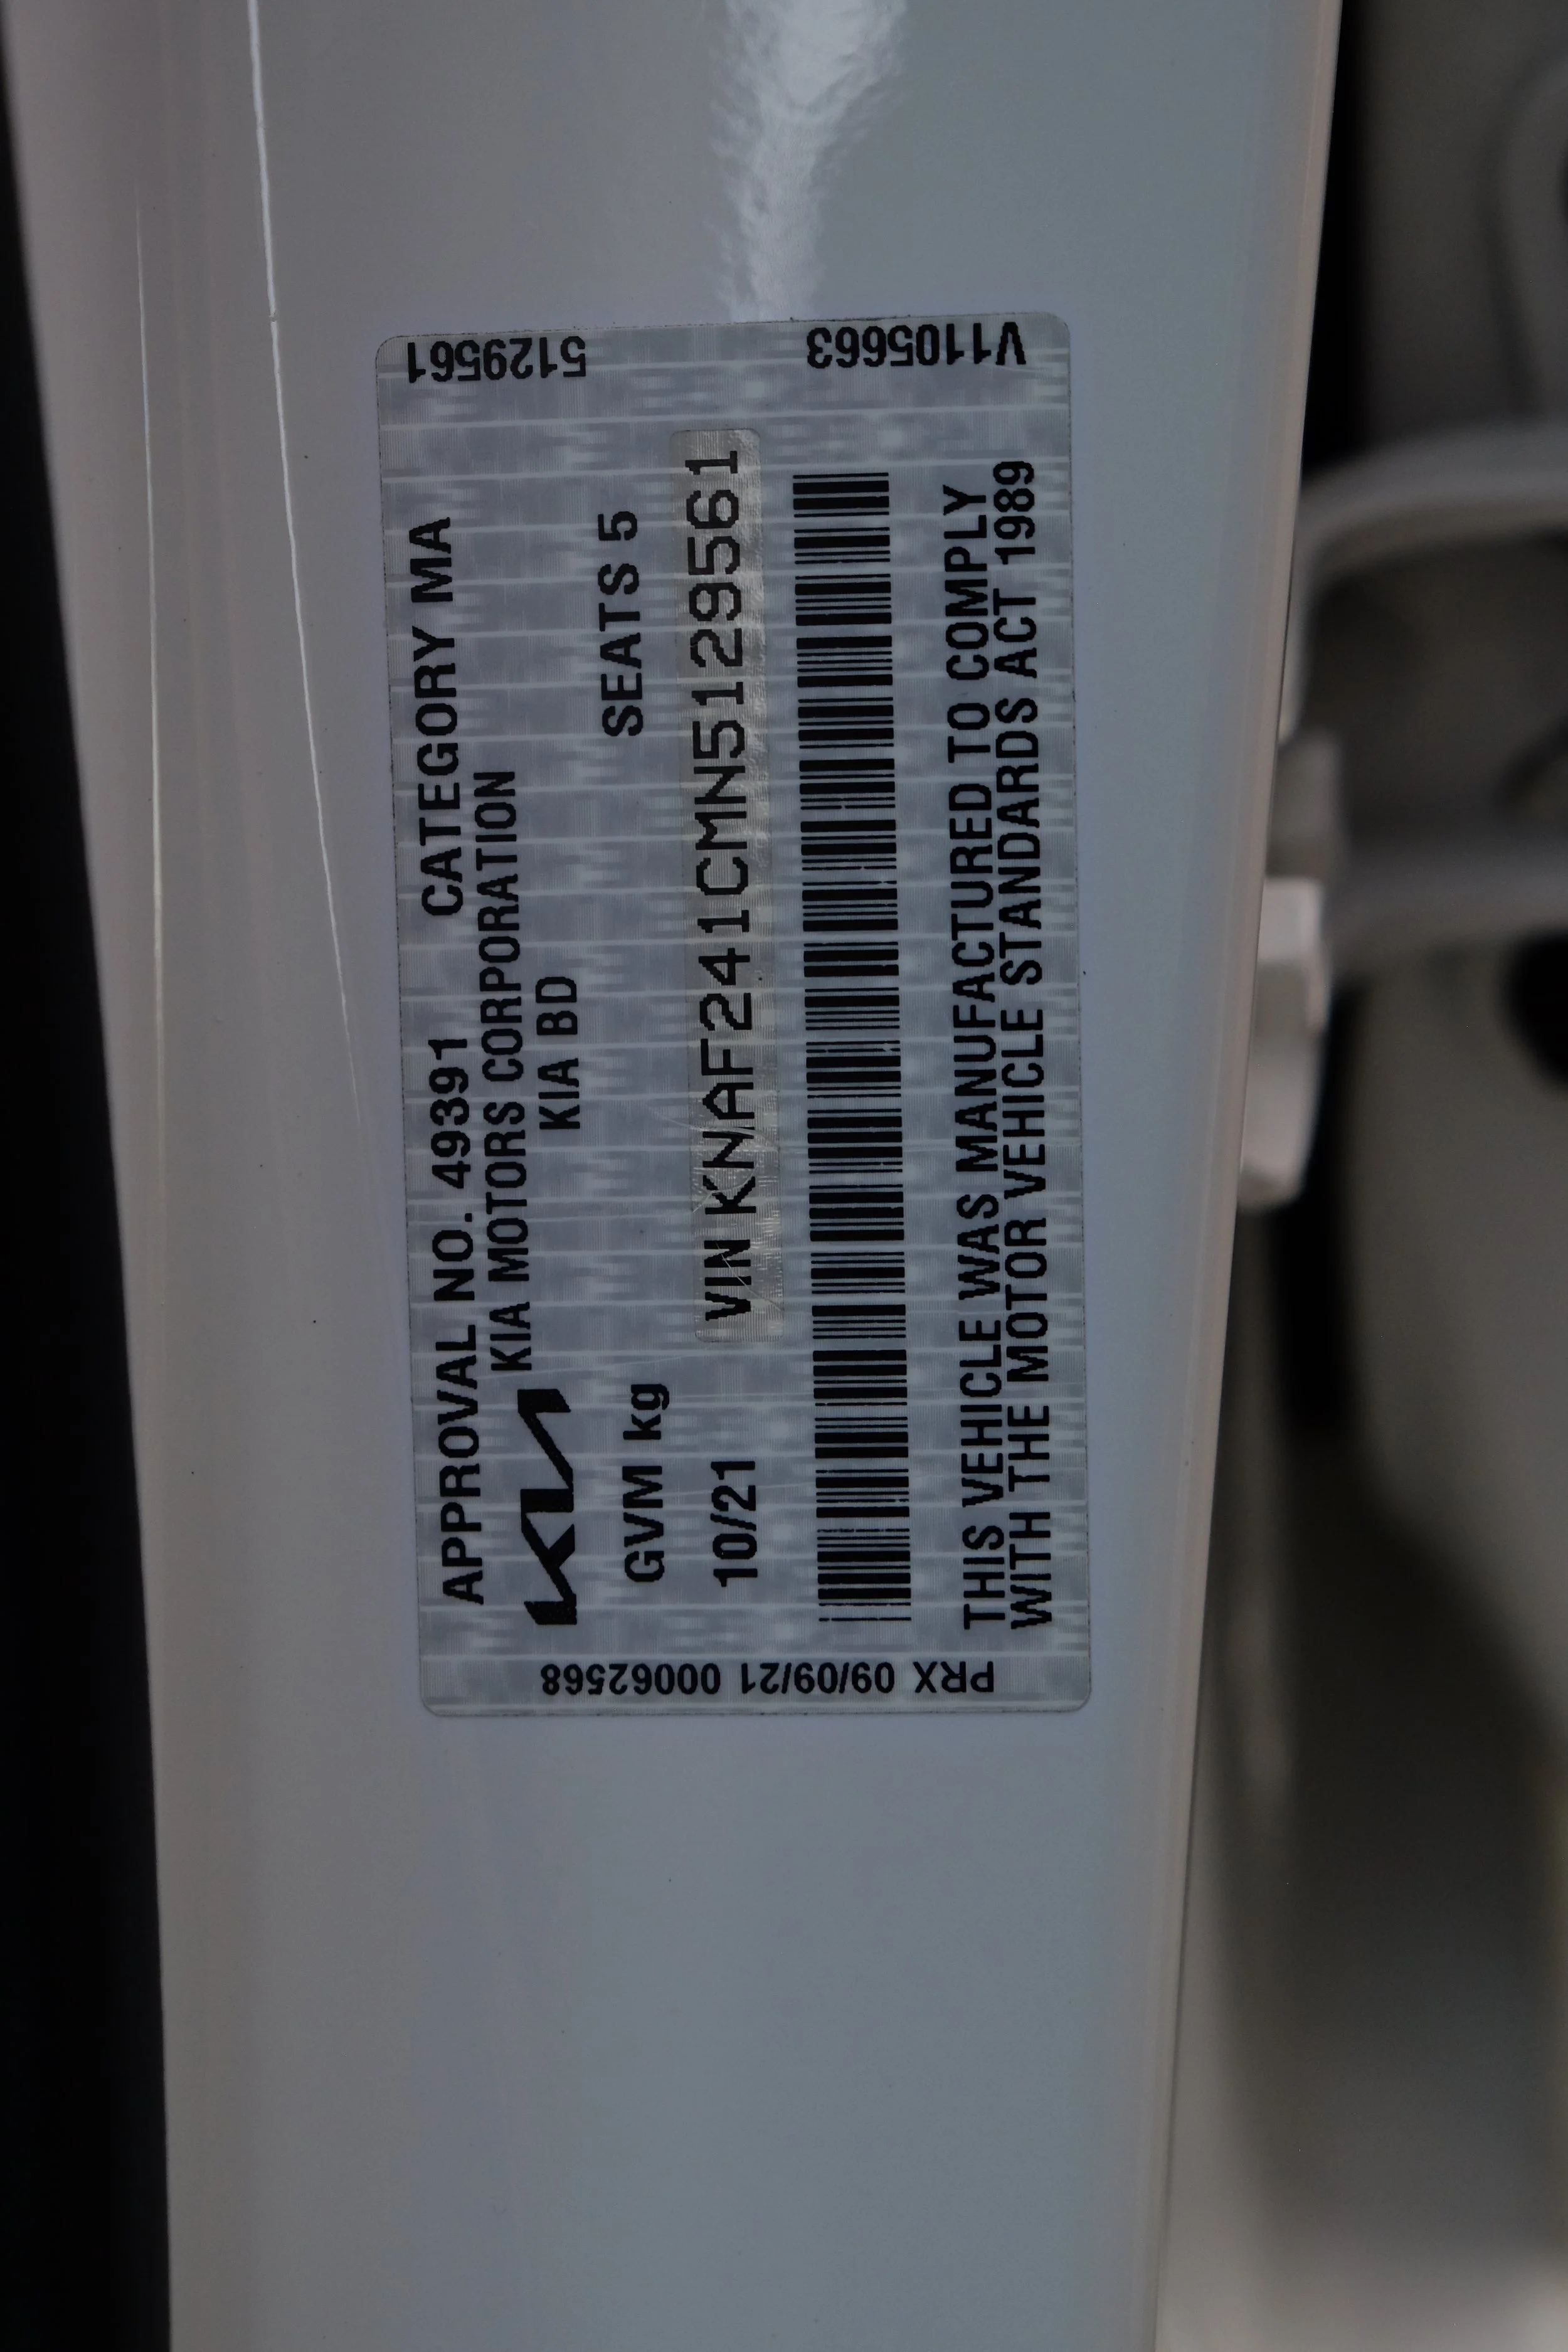 5129561
V1105663
APPROVAL NO. 49391 CATEGORY MA
KIA MOTORS CORPORATION
KIA BD
KIA
GVM kg SEATS 5
10/21 VIN KNAF241CMN5129561
THIS VEHICLE WAS MANUFACTURED TO COMPLY
WITH THE MOTOR VEHICLE STANDARDS ACT 1989
PRX 09/09/21 00062568